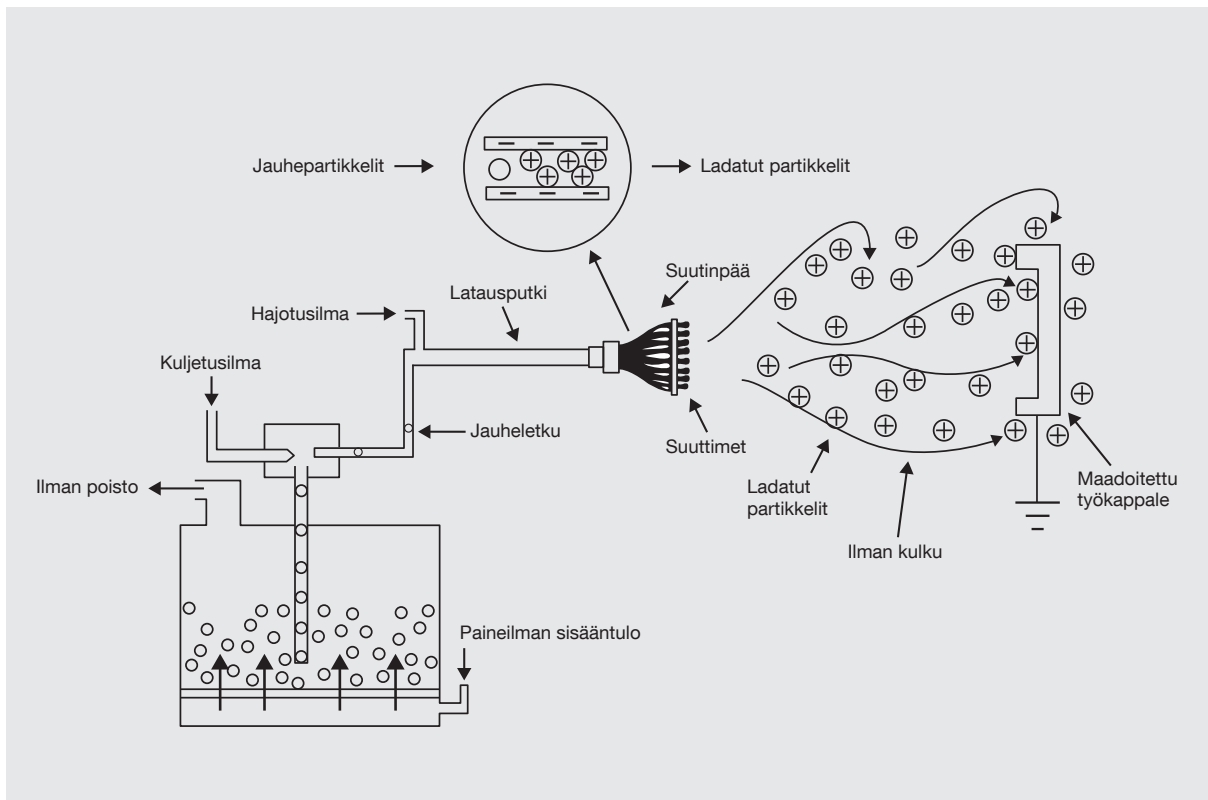 Jauhepartikkelit
Ladatut partikkelit
Suutinpää
Latausputki
Hajotusilma
Kuljetusilma
Jauheletku
Suuttimet
Ilman poisto
Ladatut
partikkelit
Maadoitettu
työkappale
Ilman kulku
Paineilman sisääntulo